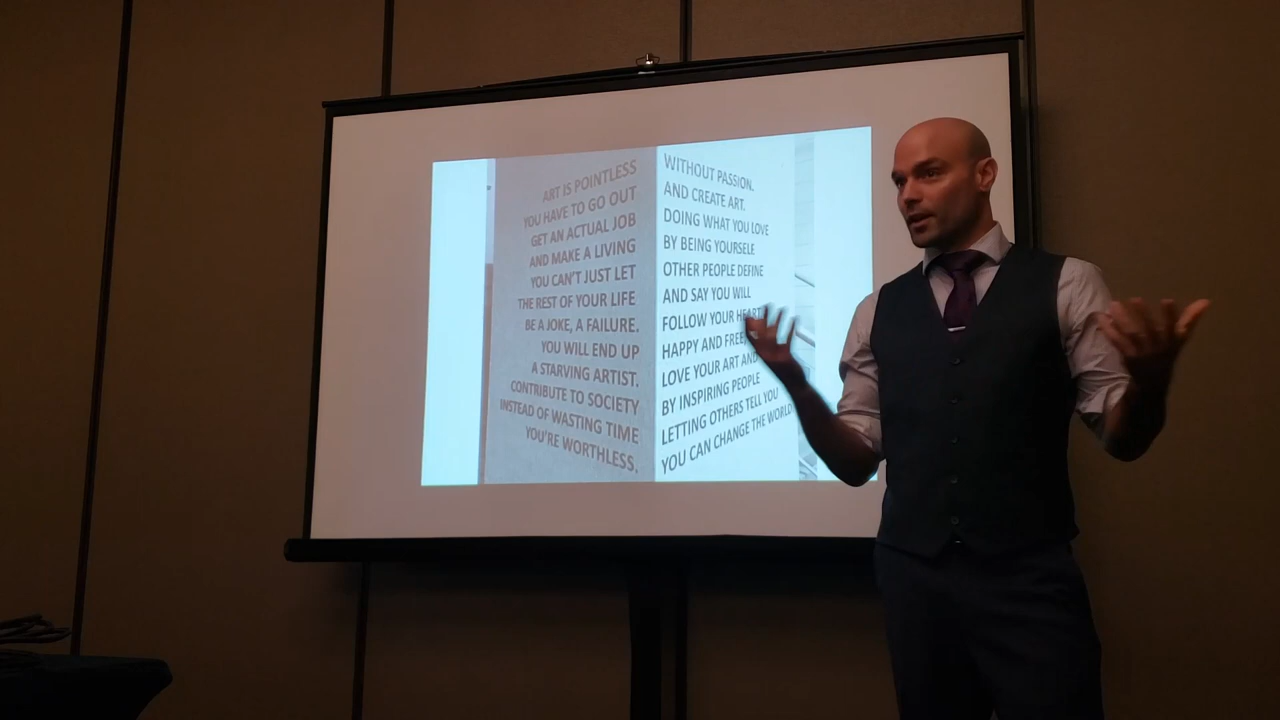 ART IS POINTLESS
YOU HAVE TO GO OUT
GET AN ACTUAL JOB
AND MAKE A LIVING
YOU CAN'T JUST LET
THE REST OF YOUR LIFE
BE A JOKE, A FAILURE.
YOU WILL END UP
A STARVING ARTIST.
CONTRIBUTE TO SOCIETY
INSTEAD OF WASTING TIME
YOU'RE WORTHLESS.
WITHOUT PASSION.
AND CREATE ART.
DOING WHAT YOU LOVE
BY BEING YOURSELF
OTHER PEOPLE DEFINE
AND SAY YOU WILL
FOLLOW YOUR HEART
HAPPY AND FREE,
LOVE YOUR ART AND
BY INSPIRING PEOPLE
LETTING OTHERS TELL YOU
YOU CAN CHANGE THE WORLD